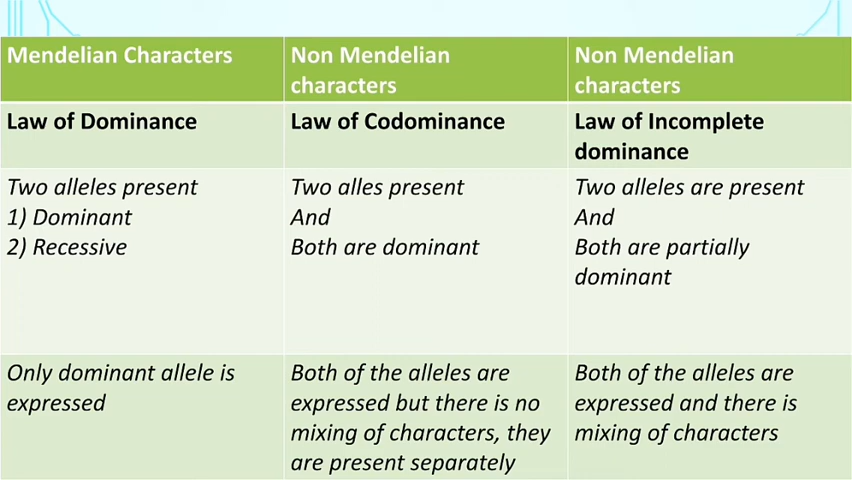 Mendelian Characters
Non Mendelian
characters
Non Mendelian
characters
Law of Dominance
Law of Codominance
Law of Incomplete
dominance
Two alleles present
1) Dominant
2) Recessive
Two alles present
And
Both are dominant
Two alleles are present
And
Both are partially
dominant
Only dominant allele is
expressed
Both of the alleles are
expressed but there is no
mixing of characters, they
are present separately
Both of the alleles are
expressed and there is
mixing of characters